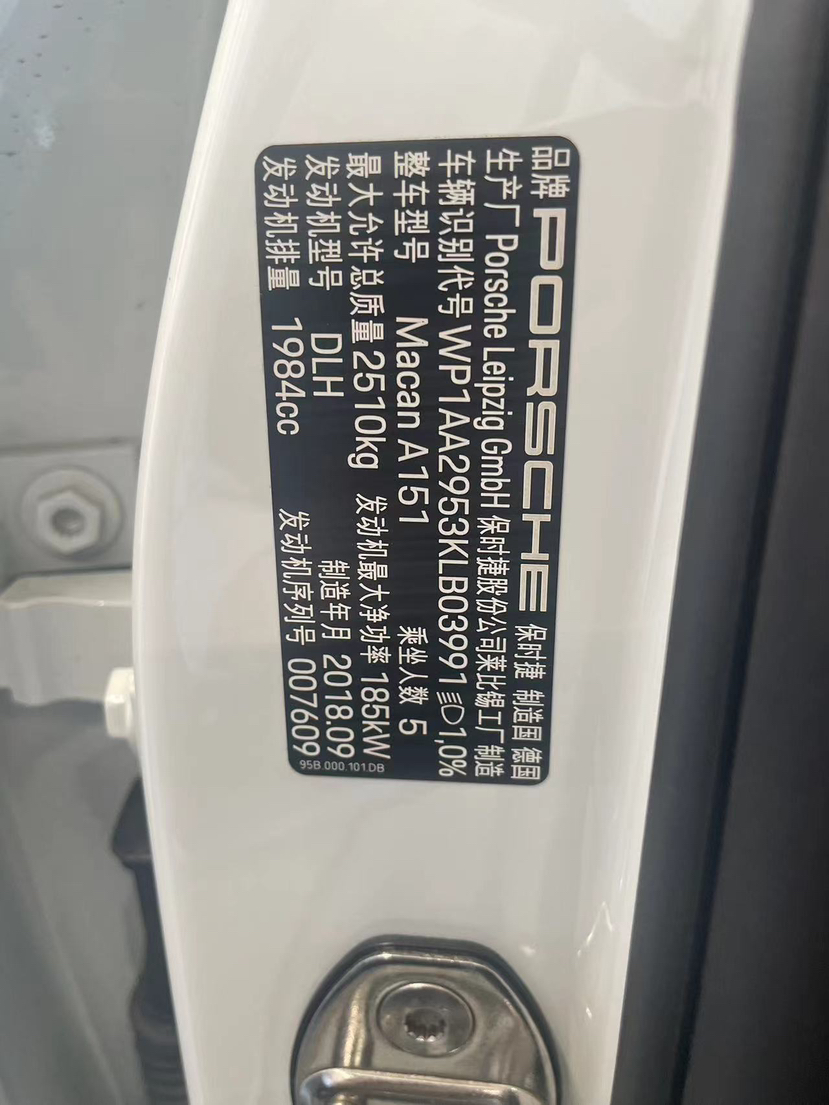 品牌 PORSCHE 保时捷 制造国 德国
生产厂 Porsche Leipzig GmbH 保时捷股份公司莱比锡工厂制造
车辆识别代号 WP1AA2953KLB03991 1,0%
整车型号 Macan A151 乘坐人数 5
最大允许总质量 2510kg 发动机最大净功率 185kW
发动机型号 DLH 制造年月 2018.09
发动机排量 1984cc 发动机序列号 007609
95B.000.101.DB